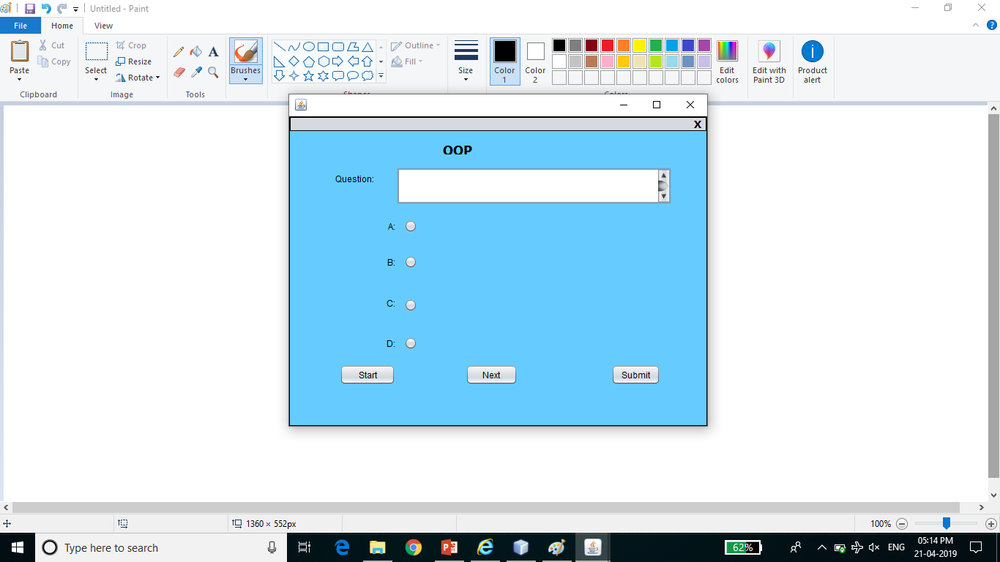 Untitled - Paint
File Home View
Paste
Cut
Copy
Clipboard
Select
Crop
Resize
Rotate
Image
A
Tools
Brushes
Outline
Fill
Shapes
Size
Color 1
Color 2
Edit colors
Colors
Edit with Paint 3D
Product alert
X
OOP
Question:
A:
B:
C:
D:
Start Next Submit
1360 × 552px
100%
Type here to search
62%
ENG
05:14 PM
21-04-2019